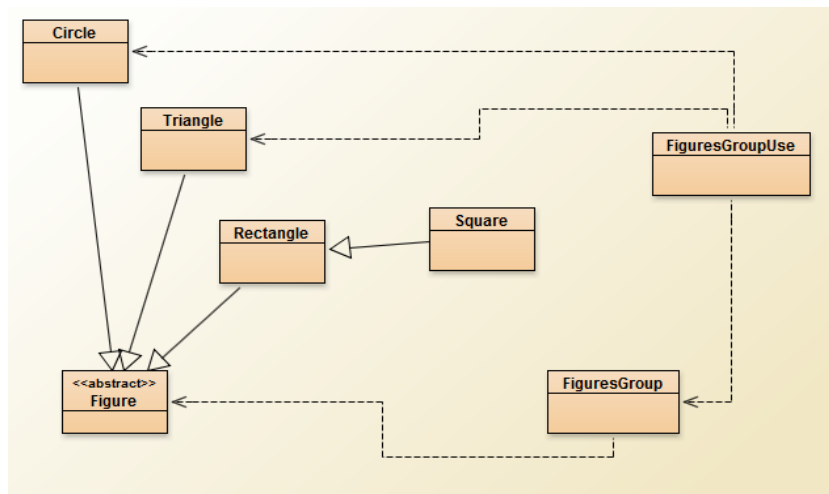 Circle
Triangle
FiguresGroupUse
Rectangle
Square
<<abstract>>
Figure
FiguresGroup